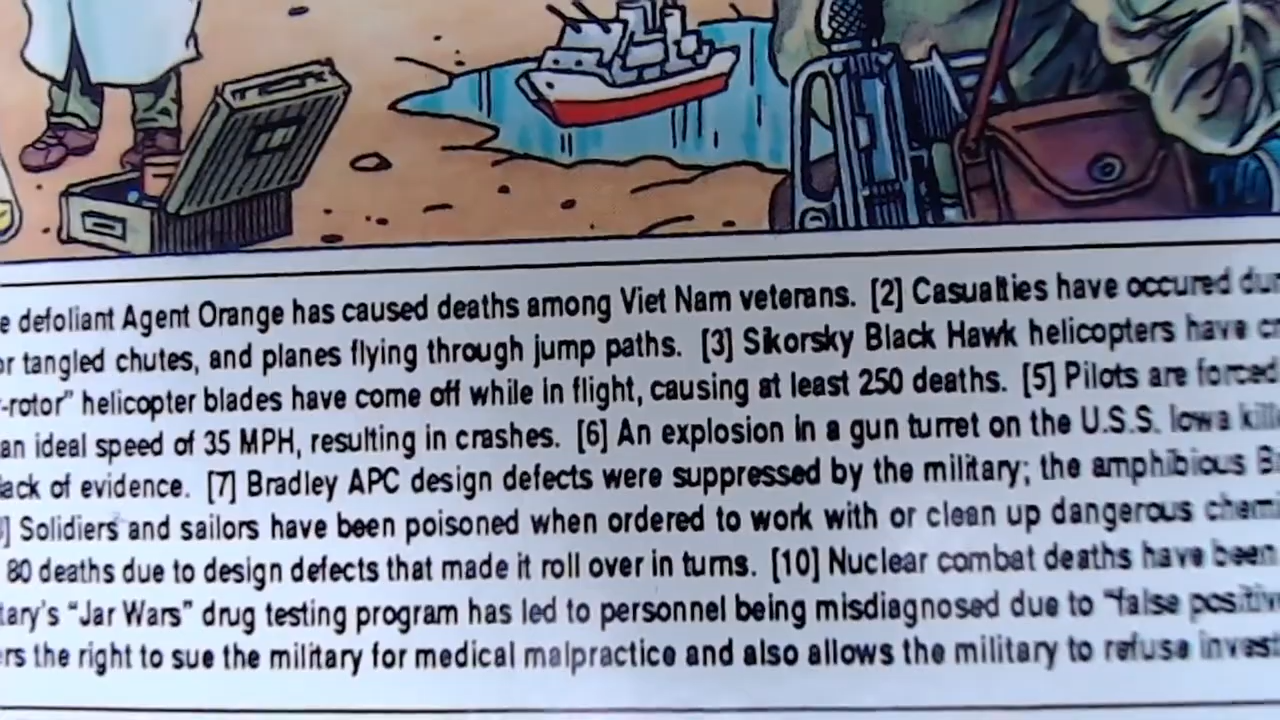 e defoliant Agent Orange has caused deaths among Viet Nam veterans. [2] Casualties have occured dur
or tangled chutes, and planes flying through jump paths. [3] Sikorsky Black Hawk helicopters have cr
-rotor" helicopter blades have come off while in flight, causing at least 250 deaths. [5] Pilots are forced
an ideal speed of 35 MPH, resulting in crashes. [6] An explosion in a gun turret on the U.S.S. Iowa kill
lack of evidence. [7] Bradley APC design defects were suppressed by the military; the amphibious B
] Solidiers and sailors have been poisoned when ordered to work with or clean up dangerous chem
80 deaths due to design defects that made it roll over in turns. [10] Nuclear combat deaths have been
tary's "Jar Wars" drug testing program has led to personnel being misdiagnosed due to "false positiv
ers the right to sue the military for medical malpractice and also allows the military to refuse invest